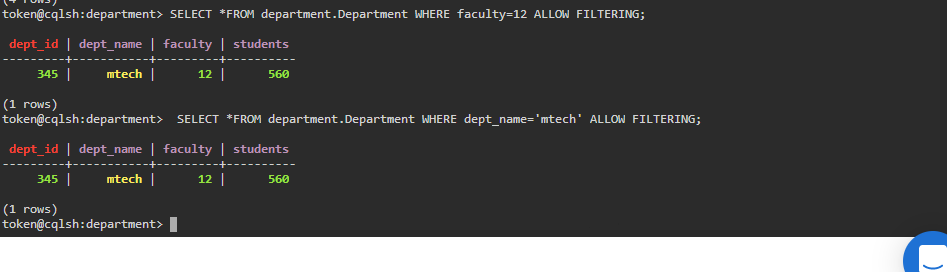 (4 rows)
token@cqlsh:department> SELECT *FROM department.Department WHERE faculty=12 ALLOW FILTERING;
 dept_id | dept_name | faculty | students
---------+-----------+---------+----------
     345 |     mtech |      12 |      560
(1 rows)
token@cqlsh:department>  SELECT *FROM department.Department WHERE dept_name='mtech' ALLOW FILTERING;
 dept_id | dept_name | faculty | students
---------+-----------+---------+----------
     345 |     mtech |      12 |      560
(1 rows)
token@cqlsh:department>